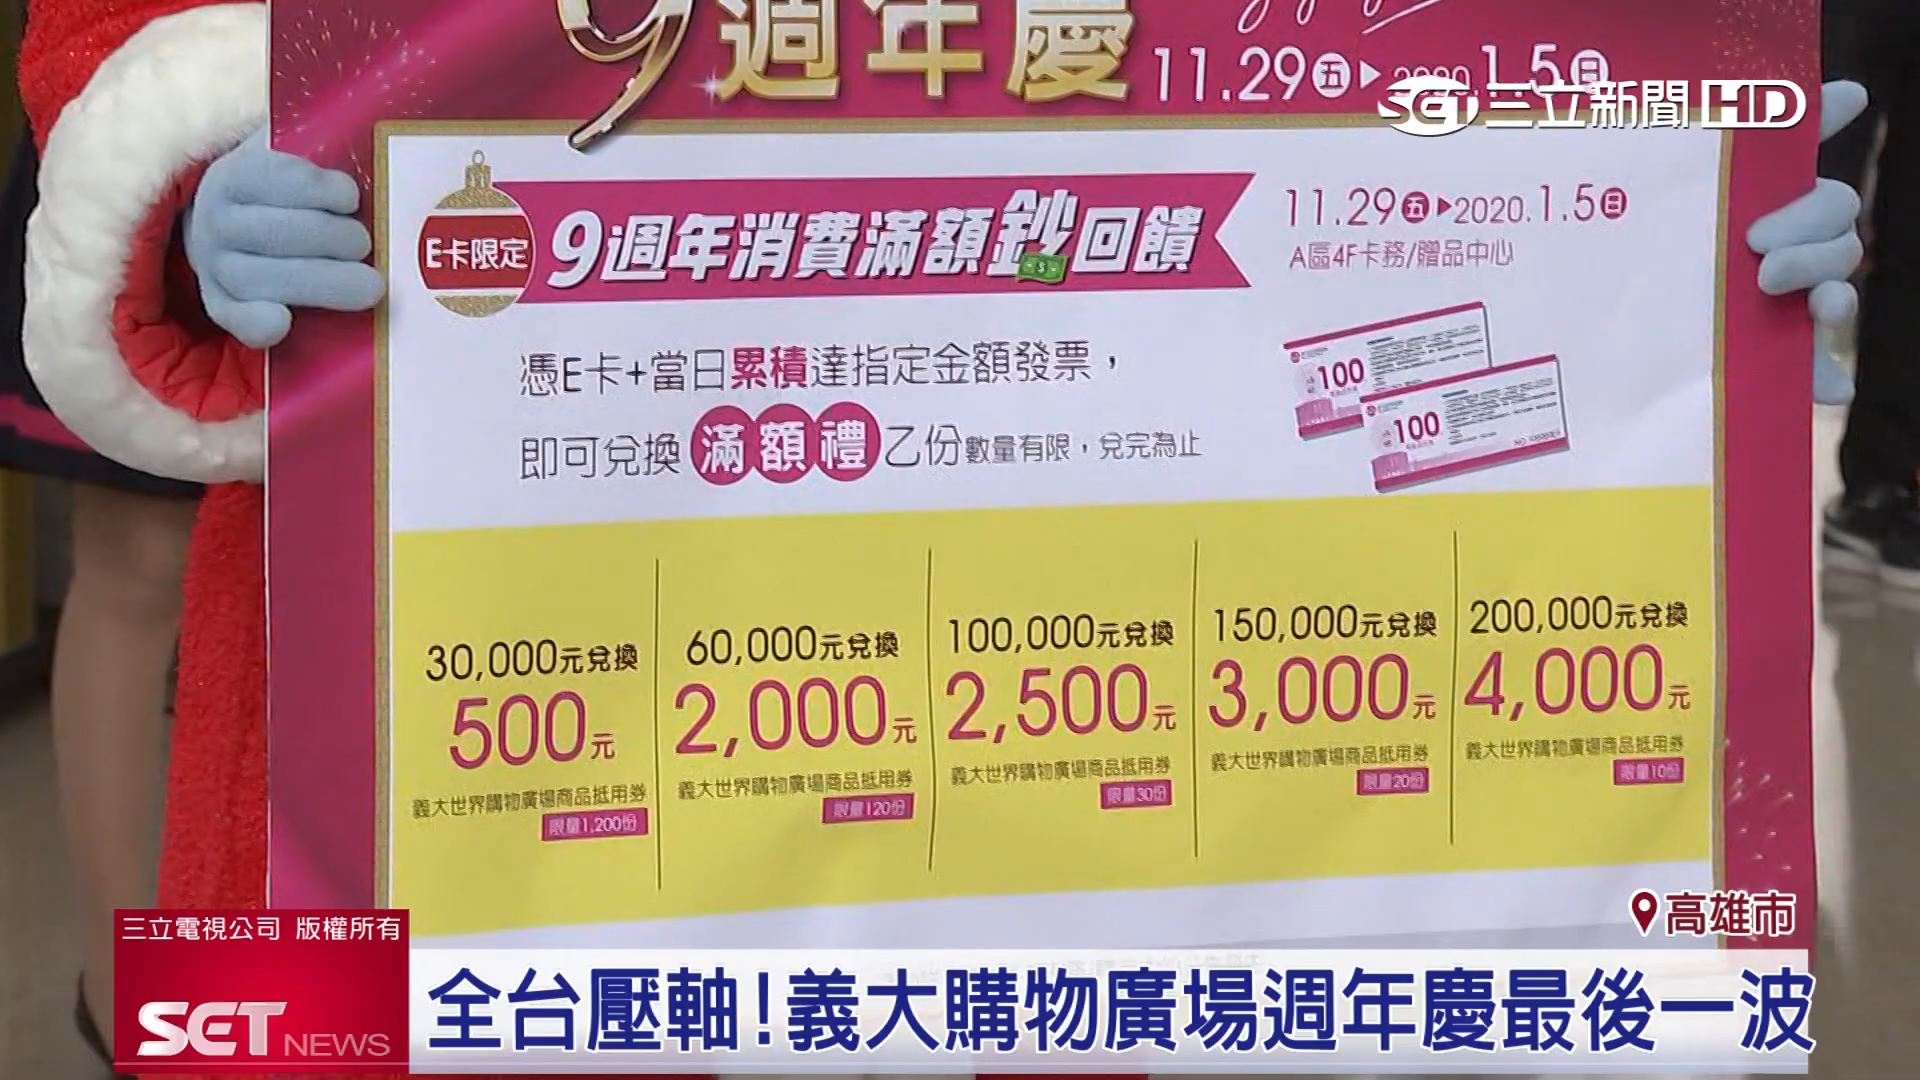 9週年慶
11.29五▶2020.1.5日
SET三立新聞HD
E卡限定
9週年消費滿額鈔回饋
11.29五▶2020.1.5日
A區4F卡務/贈品中心
憑E卡+當日累積達指定金額發票，
即可兌換滿額禮乙份數量有限，兌完為止
100
100
30,000元兌換
500元
義大世界購物廣場商品抵用券
限量1,200份
60,000元兌換
2,000元
義大世界購物廣場商品抵用券
限量120份
100,000元兌換
2,500元
義大世界購物廣場商品抵用券
限量30份
150,000元兌換
3,000元
義大世界購物廣場商品抵用券
限量20份
200,000元兌換
4,000元
義大世界購物廣場商品抵用券
限量10份
高雄市
三立電視公司 版權所有
SET NEWS
全台壓軸!義大購物廣場週年慶最後一波